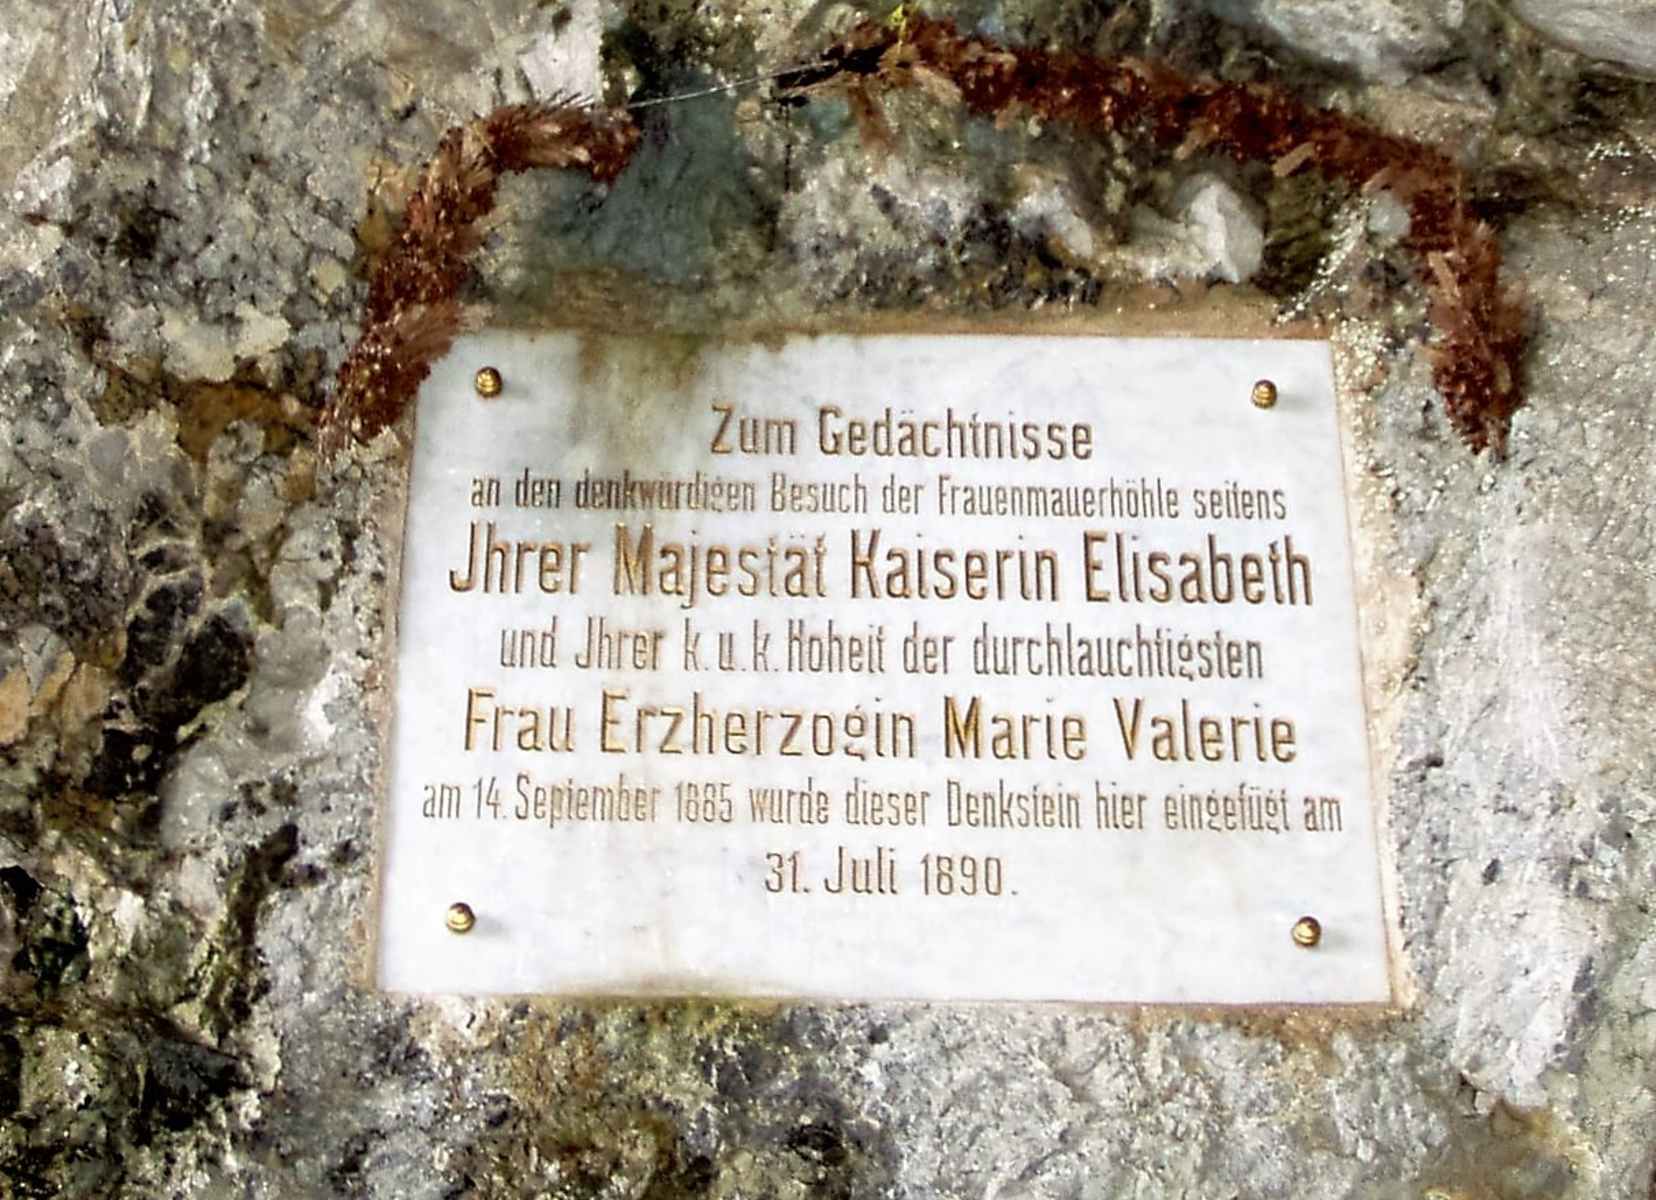 Zum Gedächtnisse
an den denkwürdigen Besuch der Frauenmauerhöhle seitens
Jhrer Majestät Kaiserin Elisabeth
und Jhrer k. u. k. Hoheit der durchlauchtigsten
Frau Erzherzogin Marie Valerie
am 14. September 1885 wurde dieser Denkstein hier eingefügt am
31. Juli 1890.